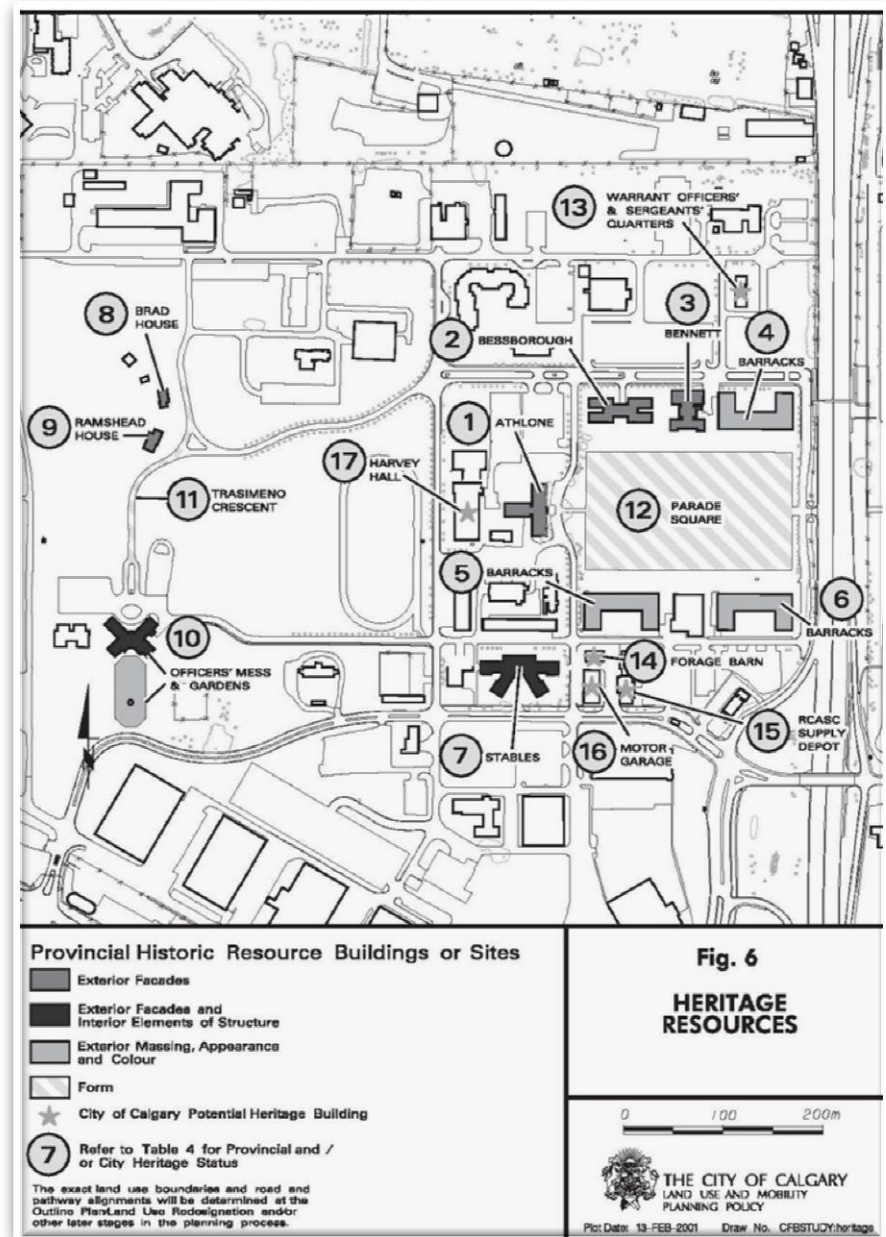 13
WARRANT OFFICERS'
& SERGEANTS'
QUARTERS
8
BRAD
HOUSE
3
BENNETT
2
BESSBOROUGH
4
BARRACKS
9
RAMSHEAD
HOUSE
1
ATHLONE
17
HARVEY
HALL
11
TRASIMENO
CRESCENT
12
PARADE
SQUARE
5
BARRACKS
6
BARRACKS
10
OFFICERS' MESS
& GARDENS
14
FORAGE BARN
7
STABLES
16
MOTOR
GARAGE
15
RCASC
SUPPLY
DEPOT
Provincial Historic Resource Buildings or Sites
Exterior Facades
Exterior Facades and
Interior Elements of Structure
Exterior Massing, Appearance
and Colour
Form
City of Calgary Potential Heritage Building
7
Refer to Table 4 for Provincial and /
or City Heritage Status
The exact land use boundaries and road and
pathway alignments will be determined at the
Outline Plan/Land Use Redesignation and/or
other later stages in the planning process.
Fig. 6
HERITAGE
RESOURCES
0 100 200m
THE CITY OF CALGARY
LAND USE AND MOBILITY
PLANNING POLICY
Plot Date: 13-FEB-2001 Draw No. CFBSTUDY:heritage